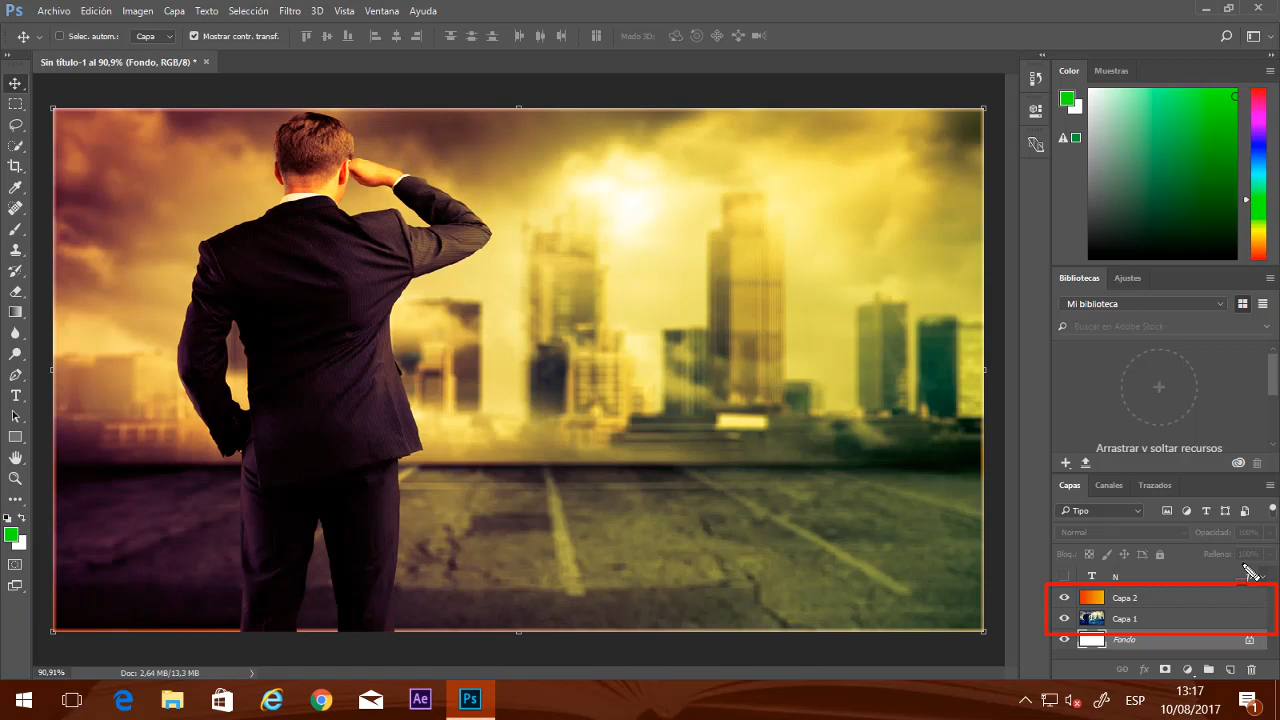 Ps Archivo Edición Imagen Capa Texto Selección Filtro 3D Vista Ventana Ayuda
Selec. autom.: Capa Mostrar contr. transf. Modo 3D:
Sin título-1 al 90,9% (Fondo, RGB/8) *
Color Muestras
Bibliotecas Ajustes
Mi biblioteca
Buscar en Adobe Stock
Arrastrar y soltar recursos
Capas Canales Trazados
Tipo
Normal Opacidad: 100%
Bloq.: Relleno: 100%
T N
Capa 2
Capa 1
Fondo
90,91% Doc: 2,64 MB/13,3 MB
Ae Ps ESP 13:17
10/08/2017
1